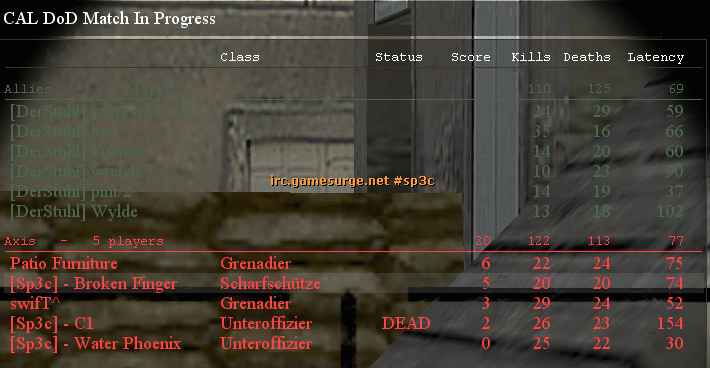 CAL DoD Match In Progress
Class Status Score Kills Deaths Latency
Allies - players 110 125 69
[DerStuhl] 24 29 59
[DerStuhl] bad 35 16 66
[DerStuhl] 14 20 60
[DerStuhl] wretch 10 23 90
[DerStuhl] 14 19 37
[DerStuhl] Wylde 13 18 102
irc.gamesurge.net #sp3c
Axis - 5 players 20 122 113 77
Patio Furniture Grenadier 6 22 24 75
[Sp3c] - Broken Finger Scharfschütze 5 20 20 74
swifT^ Grenadier 3 29 24 52
[Sp3c] - C1 Unteroffizier DEAD 2 26 23 154
[Sp3c] - Water Phoenix Unteroffizier 0 25 22 30